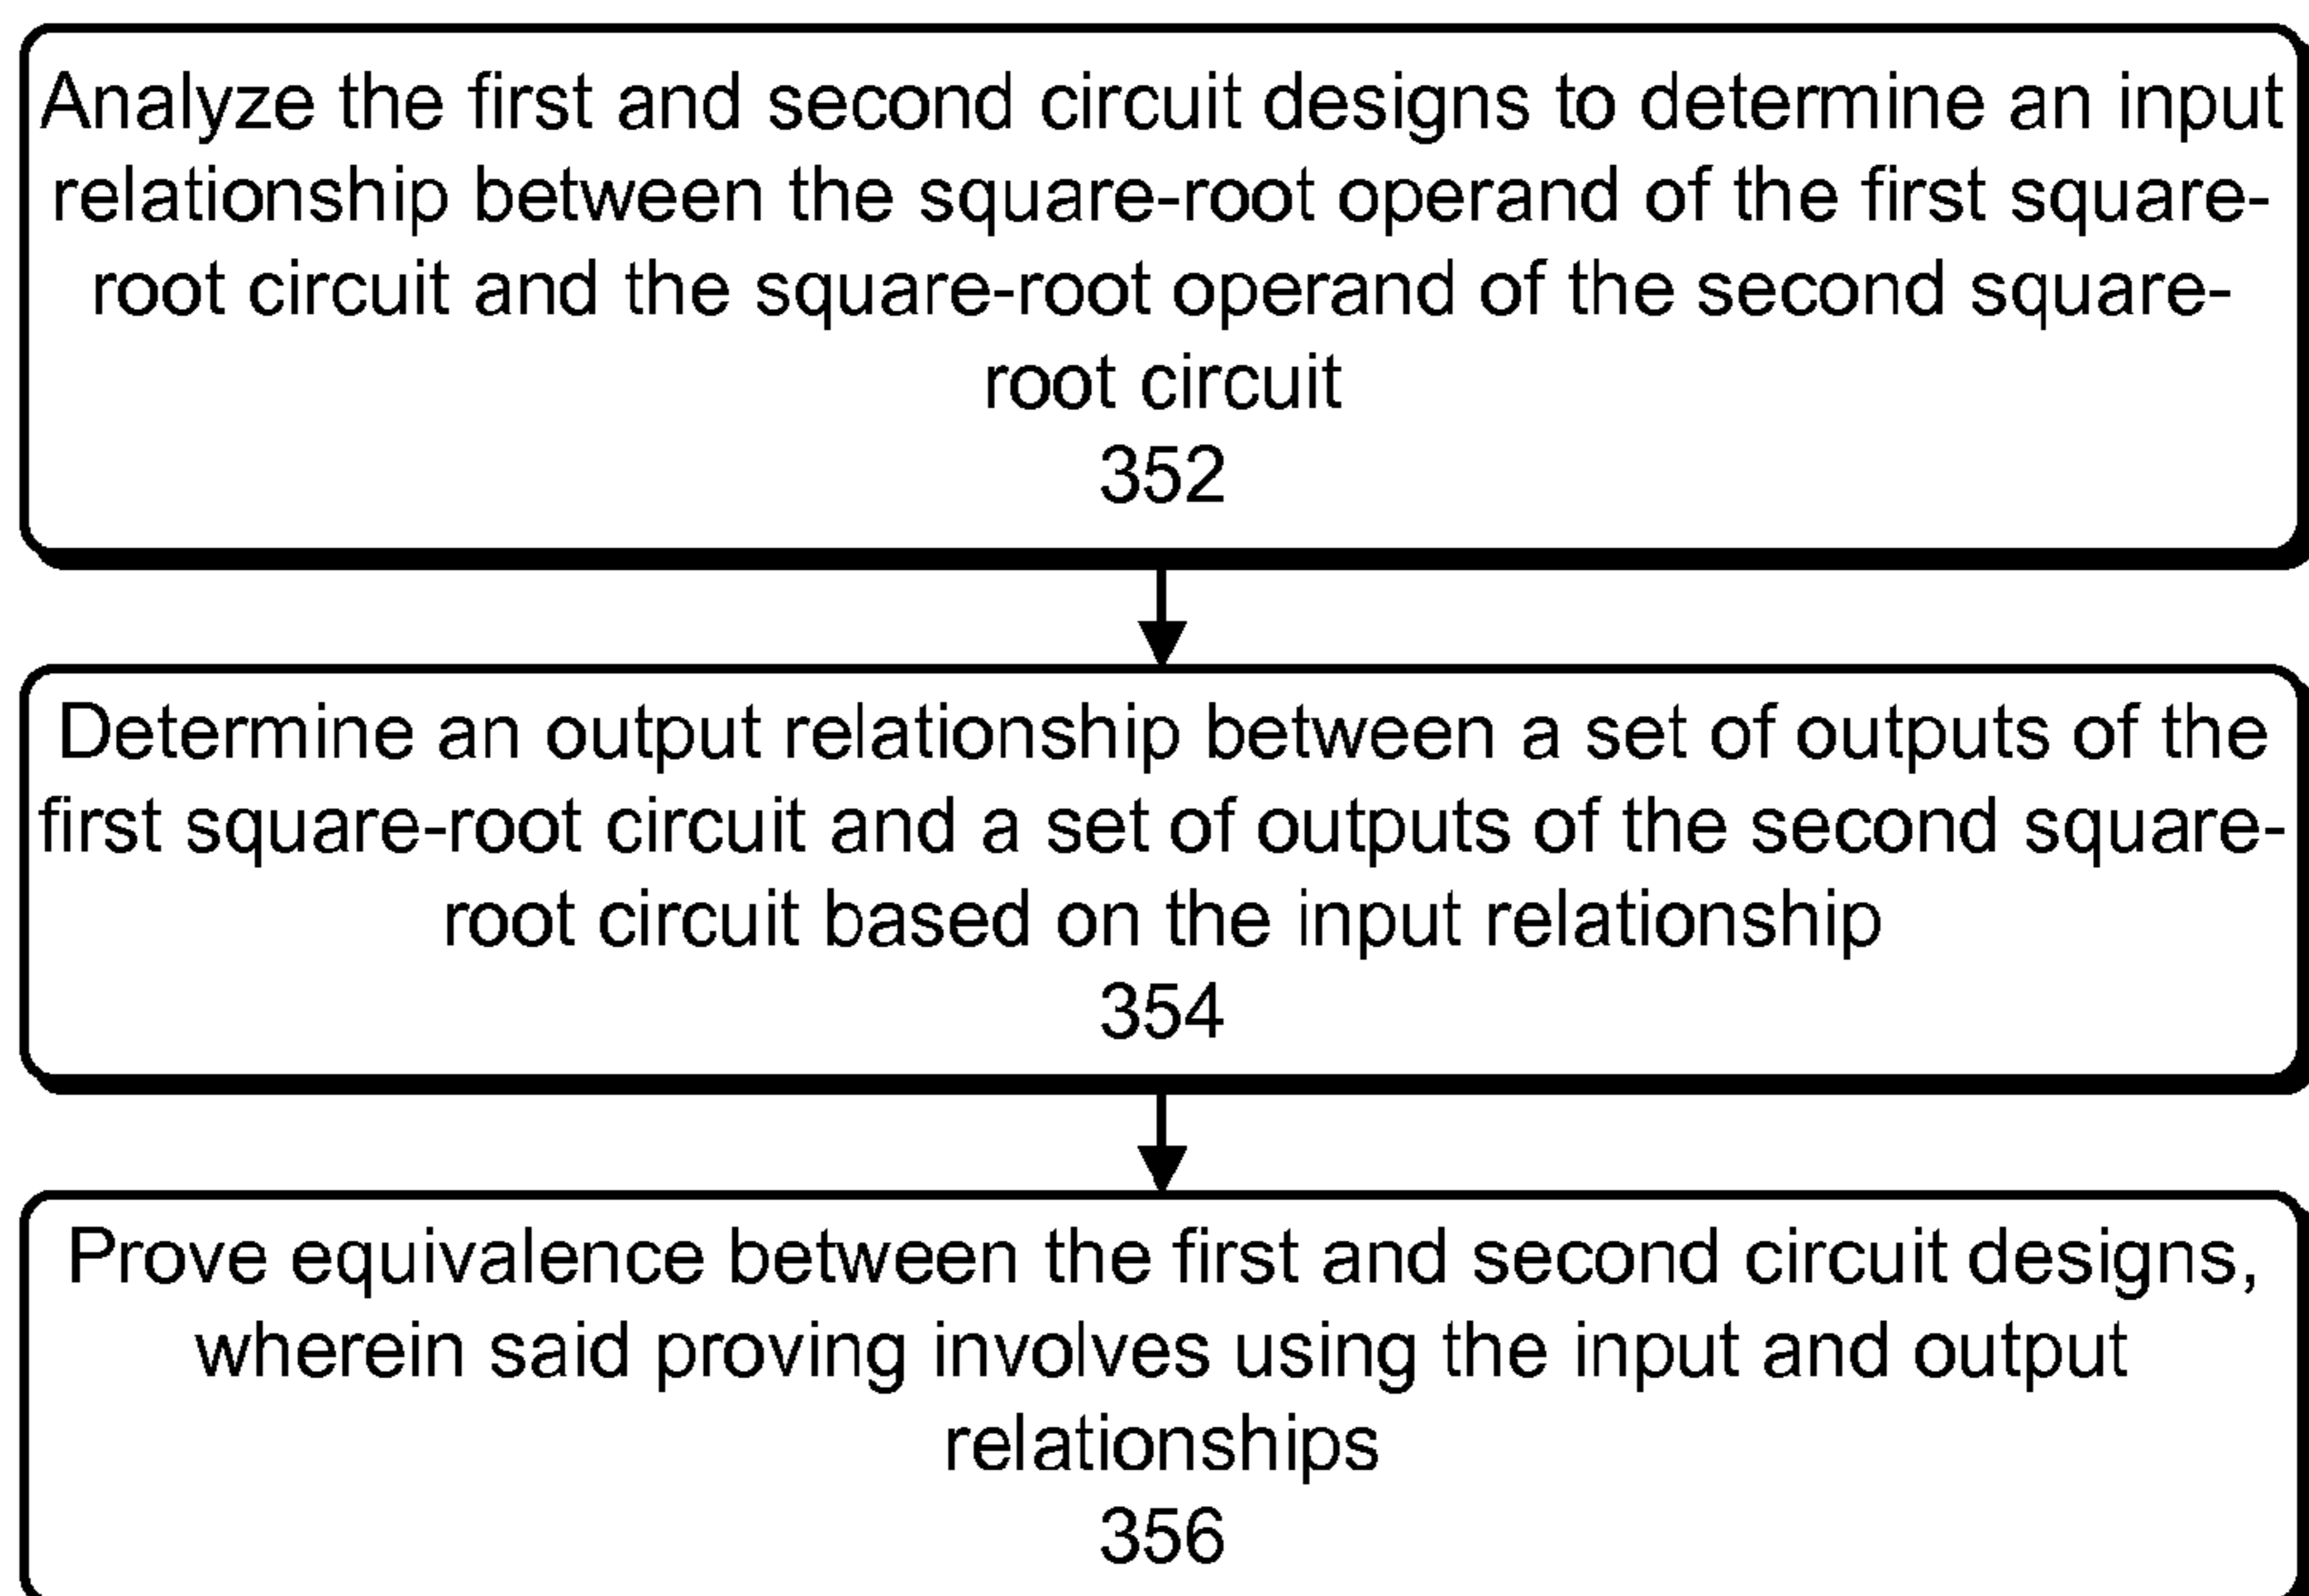 Analyze the first and second circuit designs to determine an input
relationship between the square-root operand of the first square-
root circuit and the square-root operand of the second square-
root circuit
352
Determine an output relationship between a set of outputs of the
first square-root circuit and a set of outputs of the second square-
root circuit based on the input relationship
354
Prove equivalence between the first and second circuit designs,
wherein said proving involves using the input and output
relationships
356